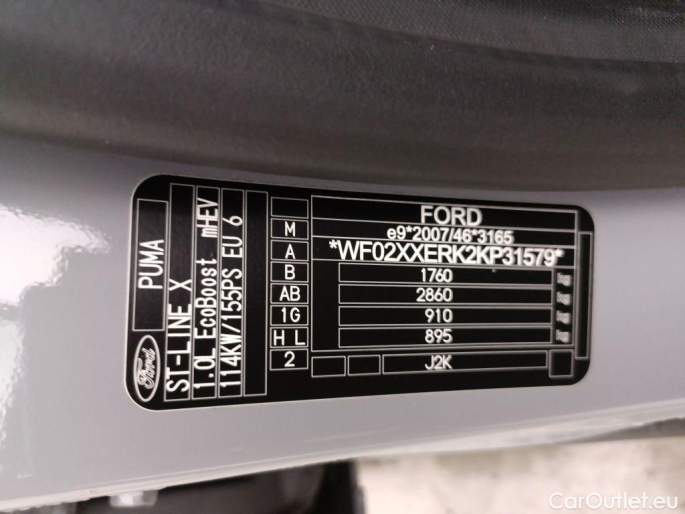 FORD
e9*2007/46*3165
*WF02XXERK2KP31579*
1760
2860
910
895
J2K
M
A
B
AB
1G
H L
2
PUMA
ST-LINE X
1.0L EcoBoost mHEV
114KW/155PS EU 6
Ford
CarOutlet.eu